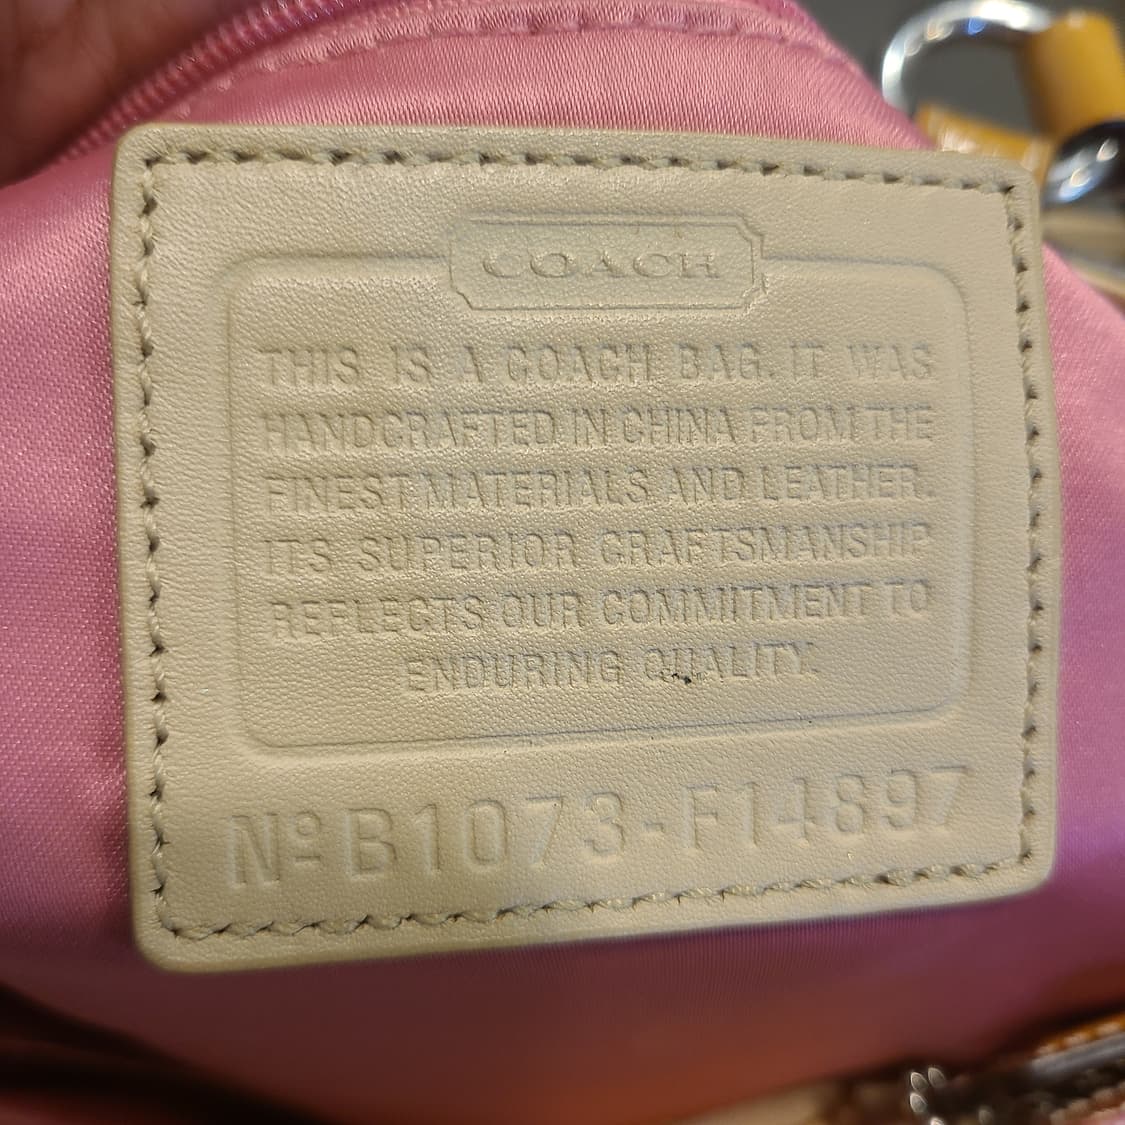 COACH
THIS IS A COACH BAG. IT WAS
HANDCRAFTED IN CHINA FROM THE
FINEST MATERIALS AND LEATHER.
ITS SUPERIOR CRAFTSMANSHIP
REFLECTS OUR COMMITMENT TO
ENDURING QUALITY.
Nº B1073-F14897